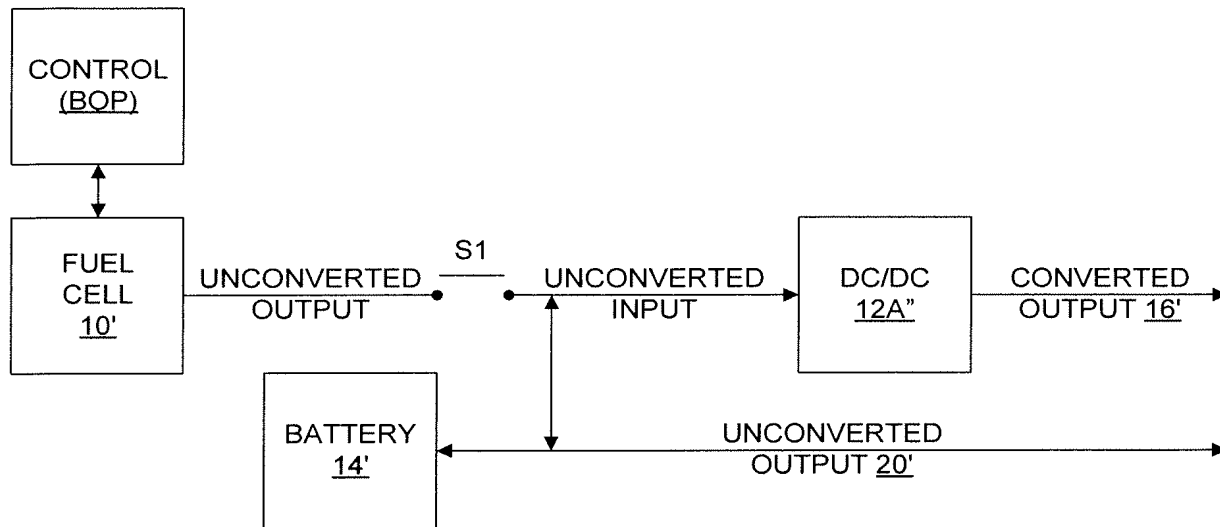 CONTROL
(BOP)
FUEL
CELL
10'
UNCONVERTED
OUTPUT
S1
UNCONVERTED
INPUT
DC/DC
12A"
CONVERTED
OUTPUT 16'
BATTERY
14'
UNCONVERTED
OUTPUT 20'